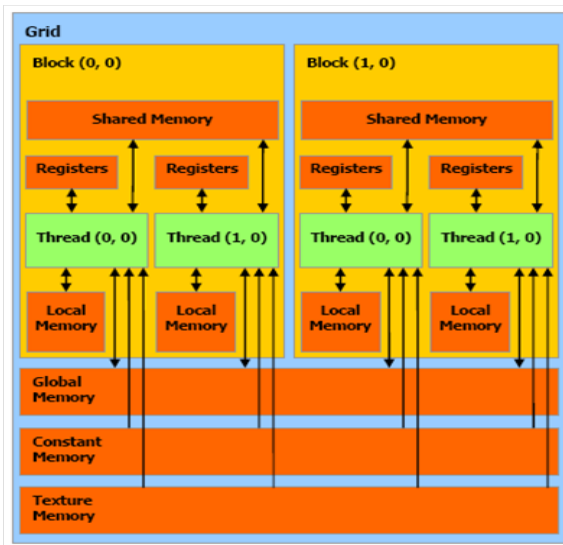 Grid
Block (0, 0)
Shared Memory
Registers
Registers
Thread (0, 0)
Thread (1, 0)
Local
Memory
Local
Memory
Block (1, 0)
Shared Memory
Registers
Registers
Thread (0, 0)
Thread (1, 0)
Local
Memory
Local
Memory
Global
Memory
Constant
Memory
Texture
Memory